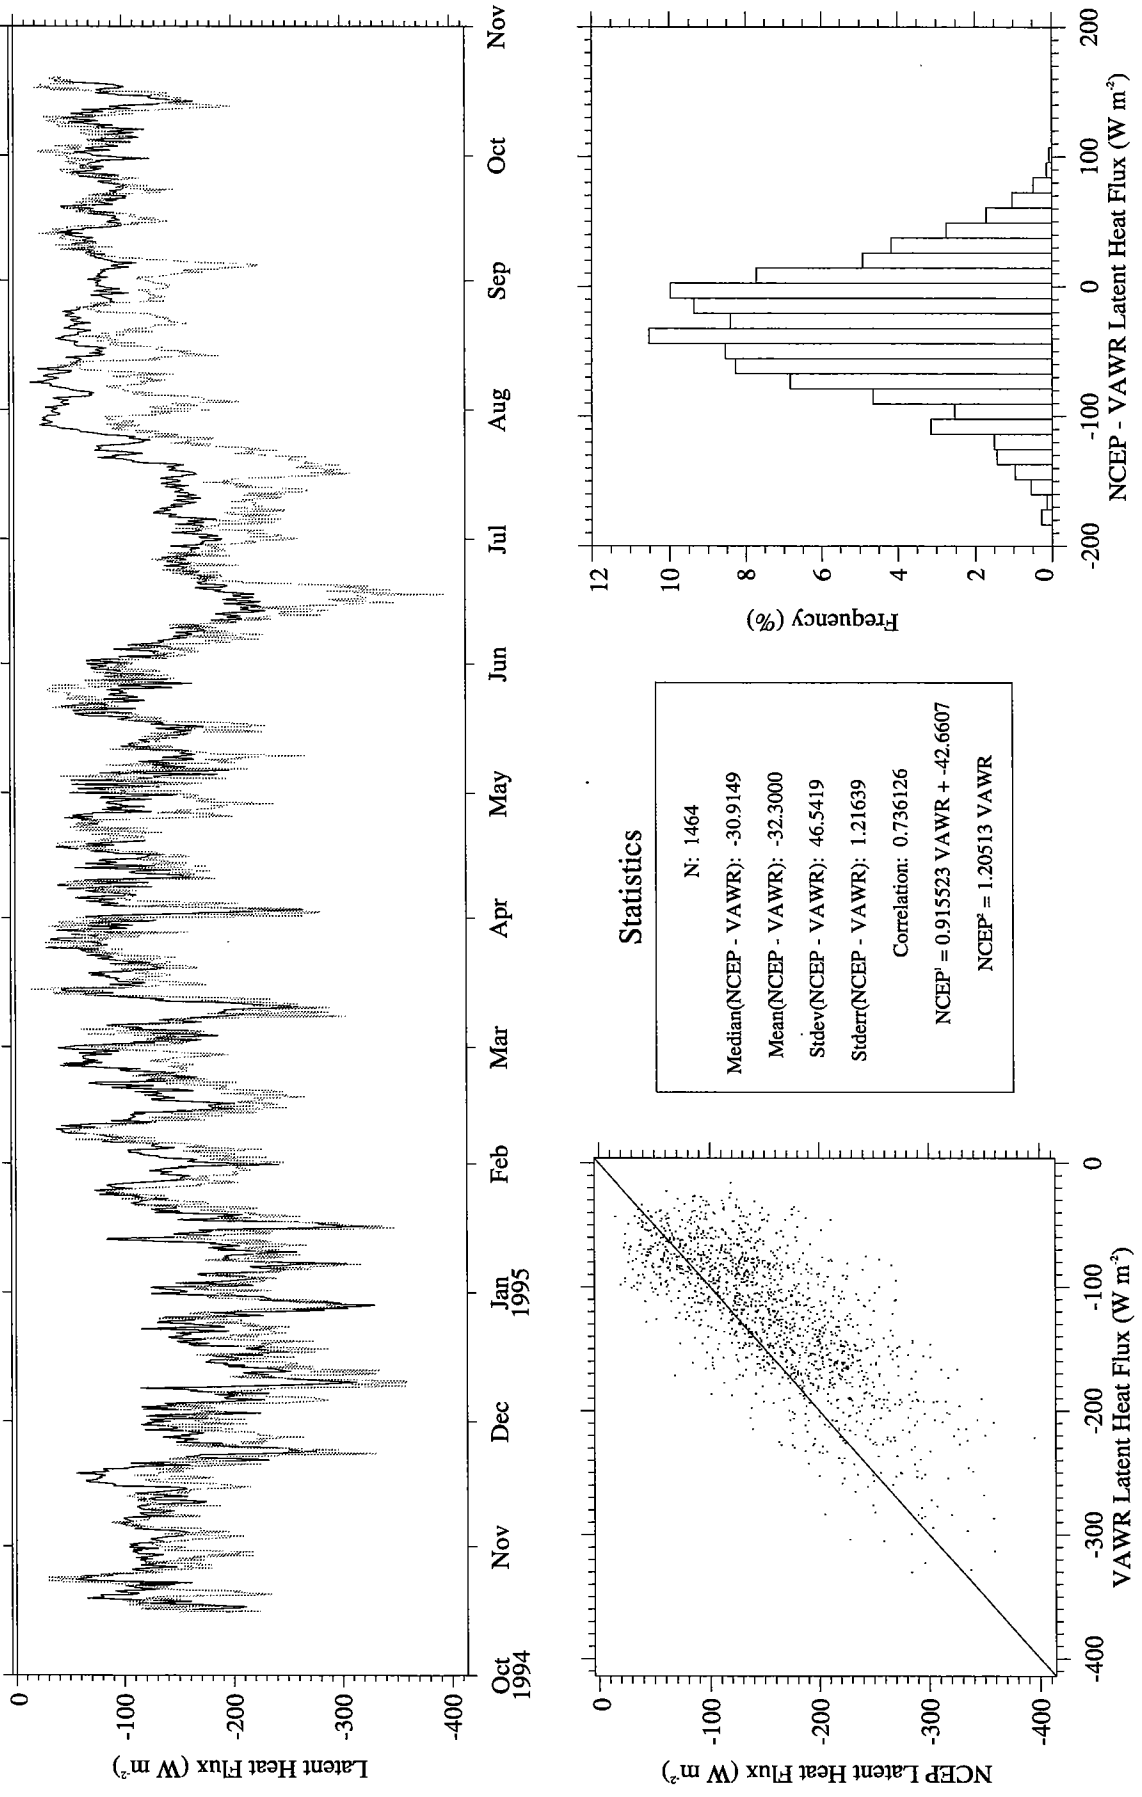 0
-100
-200
-300
-400
Latent Heat Flux (W m-2)
Oct
1994
Nov
Dec
Jan
1995
Feb
Mar
Apr
May
Jun
Jul
Aug
Sep
Oct
Nov
0
-100
-200
-300
-400
NCEP Latent Heat Flux (W m-2)
-400
-300
-200
-100
0
VAWR Latent Heat Flux (W m-2)
Statistics
N: 1464
Median(NCEP - VAWR): -30.9149
Mean(NCEP - VAWR): -32.3000
Stdev(NCEP - VAWR): 46.5419
Stderr(NCEP - VAWR): 1.21639
Correlation: 0.736126
NCEP¹ = 0.915523 VAWR + -42.6607
NCEP² = 1.20513 VAWR
12
10
8
6
4
2
0
Frequency (%)
-200
-100
0
100
200
NCEP - VAWR Latent Heat Flux (W m-2)